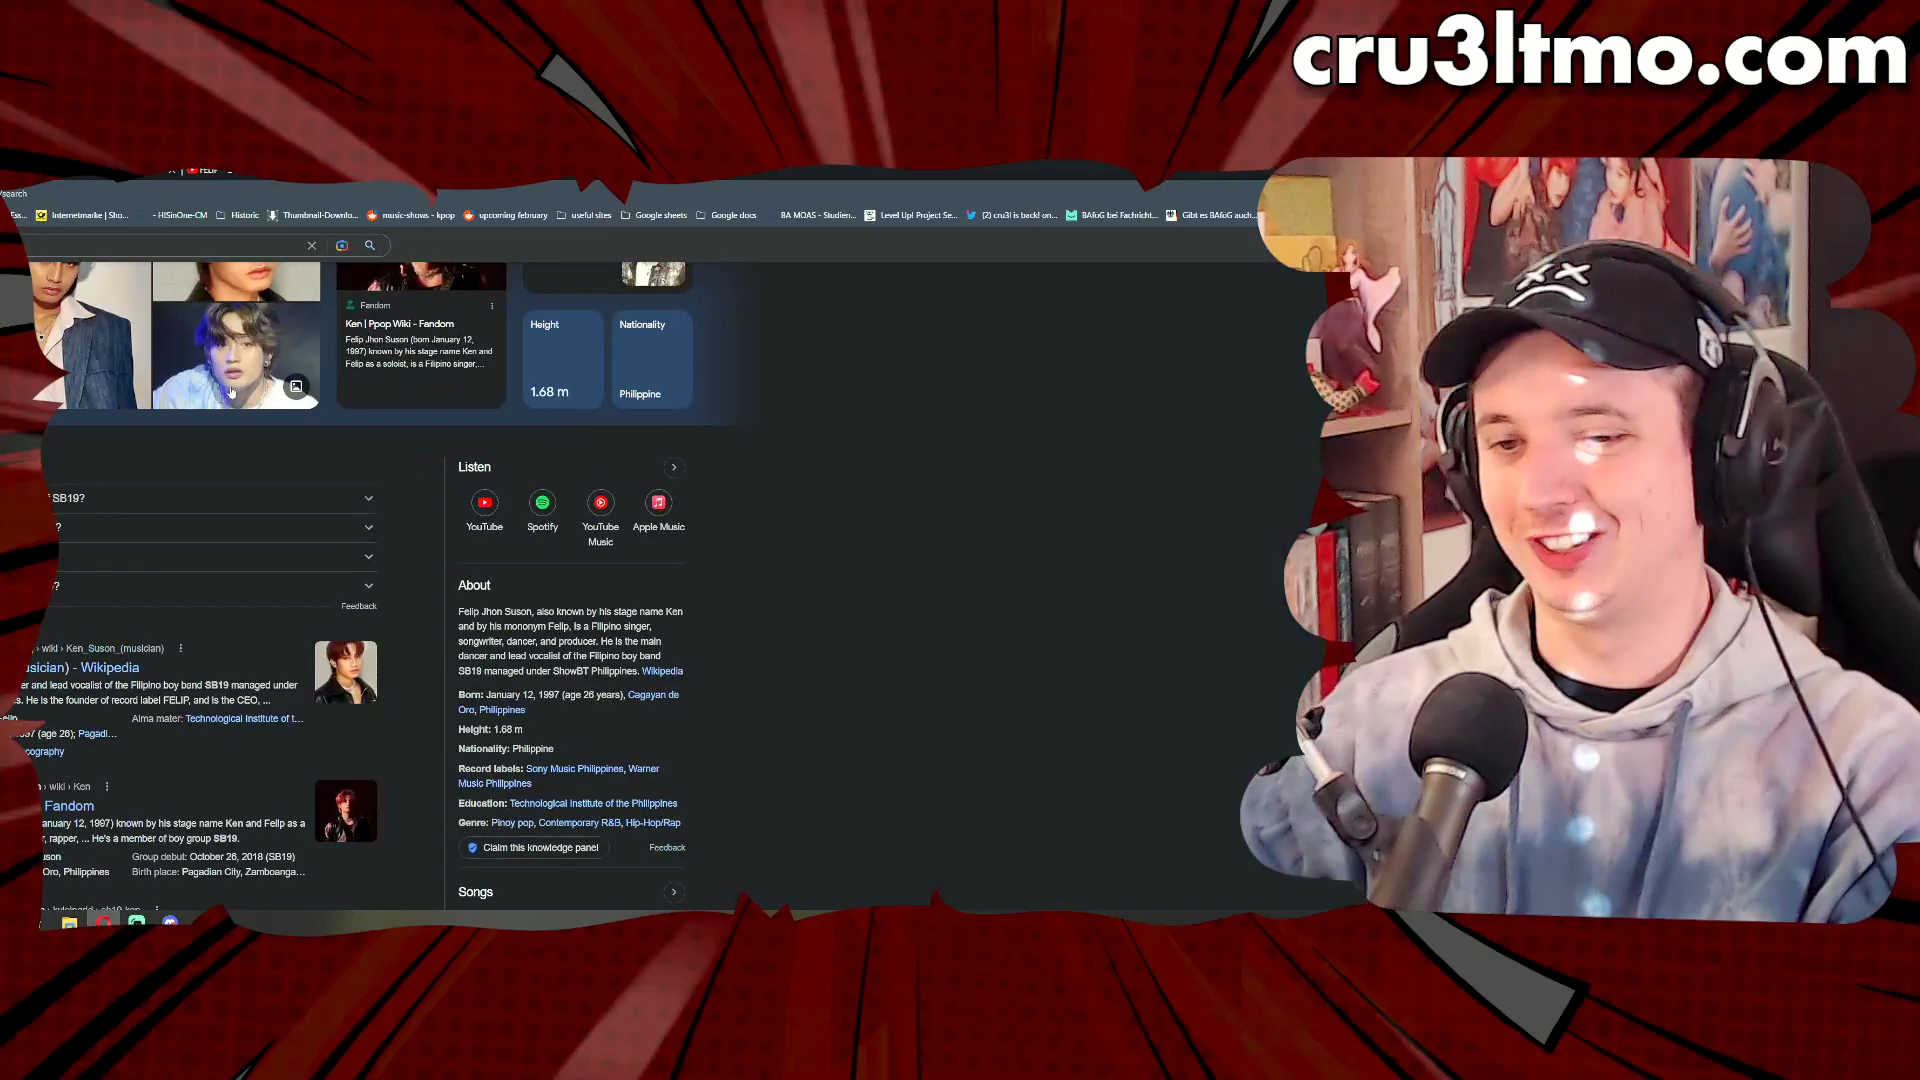 cru3ltmo.com
FELIP
/search
Ess...
Internetmarke | Sho...
- HISinOne-CM
Historic
Thumbnail-Downlo...
music-shows - kpop
upcoming february
useful sites
Google sheets
Google docs
BA MOAS - Studien...
Level Up! Project Se...
(2) cru3l is back! on...
BAföG bei Fachricht...
Gibt es BAföG auch...
Fandom
Ken | Ppop Wiki - Fandom
Felip Jhon Suson (born January 12,
1997) known by his stage name Ken and
Felip as a soloist, is a Filipino singer,...
Height
1.68 m
Nationality
Philippine
SB19?
?
?
Feedback
› wiki › Ken_Suson_(musician)
usician) - Wikipedia
er and lead vocalist of the Filipino boy band SB19 managed under
s. He is the founder of record label FELIP, and is the CEO, ...
Felip
Alma mater: Technological Institute of t...
997 (age 26); Pagadi...
cography
› wiki › Ken
Fandom
anuary 12, 1997) known by his stage name Ken and Felip as a
r, rapper, ... He's a member of boy group SB19.
uson
Group debut: October 26, 2018 (SB19)
Oro, Philippines
Birth place: Pagadian City, Zamboanga...
Listen
YouTube
Spotify
YouTube
Music
Apple Music
About
Felip Jhon Suson, also known by his stage name Ken
and by his mononym Felip, is a Filipino singer,
songwriter, dancer, and producer. He is the main
dancer and lead vocalist of the Filipino boy band
SB19 managed under ShowBT Philippines. Wikipedia
Born: January 12, 1997 (age 26 years), Cagayan de
Oro, Philippines
Height: 1.68 m
Nationality: Philippine
Record labels: Sony Music Philippines, Warner
Music Philippines
Education: Technological Institute of the Philippines
Genre: Pinoy pop, Contemporary R&B, Hip-Hop/Rap
Claim this knowledge panel
Feedback
Songs